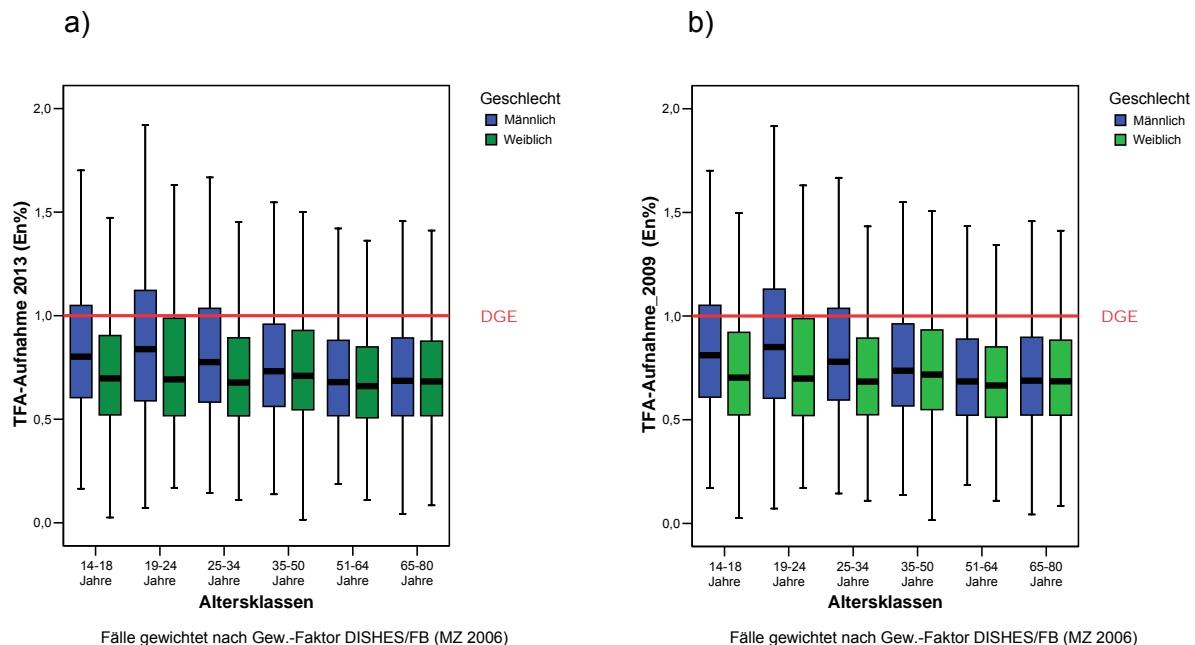 a)
Geschlecht
Männlich
Weiblich
TFA-Aufnahme 2013 (En%)
2,0
1,5
1,0
0,5
0,0
DGE
14-18 19-24 25-34 35-50 51-64 65-80
Jahre Jahre Jahre Jahre Jahre Jahre
Altersklassen
Fälle gewichtet nach Gew.-Faktor DISHES/FB (MZ 2006)
b)
Geschlecht
Männlich
Weiblich
TFA-Aufnahme_2009 (En%)
2,0
1,5
1,0
0,5
0,0
DGE
14-18 19-24 25-34 35-50 51-64 65-80
Jahre Jahre Jahre Jahre Jahre Jahre
Altersklassen
Fälle gewichtet nach Gew.-Faktor DISHES/FB (MZ 2006)